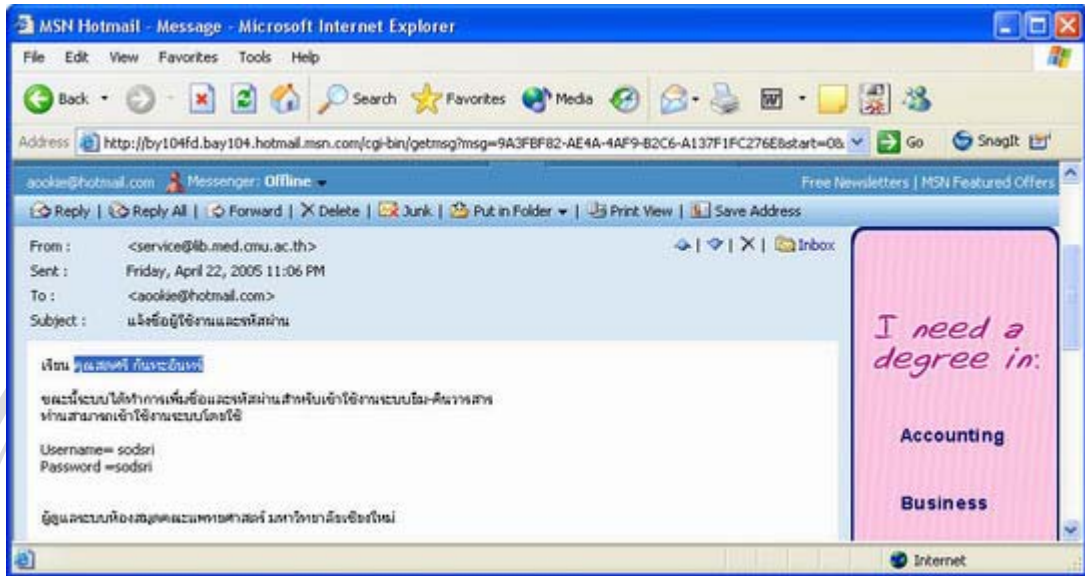 MSN Hotmail - Message - Microsoft Internet Explorer
File Edit View Favorites Tools Help
Back Search Favorites Media
Address http://by104fd.bay104.hotmail.msn.com/cgi-bin/getmsg?msg=9A3FBF82-AE4A-4AF9-B2C6-A137F1FC276E&start=0& Go SnagIt
aookie@hotmail.com Messenger: Offline Free Newsletters | MSN Featured Offers
Reply | Reply All | Forward | Delete | Junk | Put in Folder | Print View | Save Address
From : <service@lib.med.cmu.ac.th> Inbox
Sent : Friday, April 22, 2005 11:06 PM
To : <aookie@hotmail.com>
Subject : แจ้งชื่อผู้ใช้งานและรหัสผ่าน
เรียน
ขณะนี้ระบบได้ทำการเพิ่มชื่อและรหัสผ่านสำหรับเข้าใช้งานระบบยืม-คืนวารสาร
ท่านสามารถเข้าใช้งานระบบโดยใช้
Username= sodsri
Password =sodsri
ผู้ดูแลระบบห้องสมุดคณะแพทยศาสตร์ มหาวิทยาลัยเชียงใหม่
I need a
degree in:
Accounting
Business
Internet